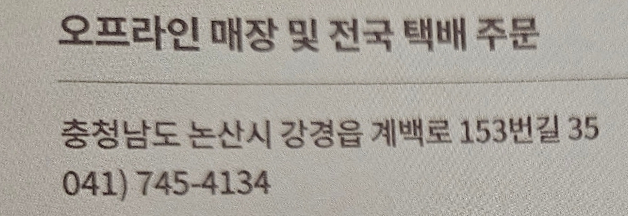 오프라인 매장 및 전국 택배 주문
충청남도 논산시 강경읍 계백로 153번길 35
041) 745-4134